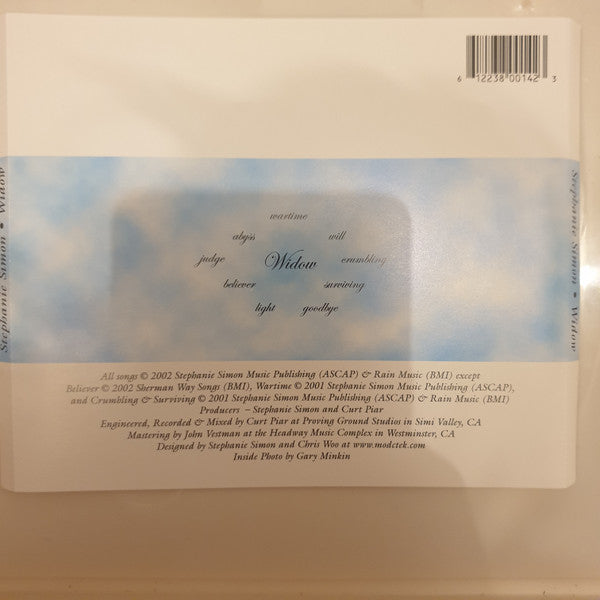 6 12238 00142 3
Stephanie Simon • Widow
wartime
abyss will
judge Widow crumbling
believer surviving
light goodbye
Stephanie Simon • Widow
All songs © 2002 Stephanie Simon Music Publishing (ASCAP) & Rain Music (BMI) except
Believer © 2002 Sherman Way Songs (BMI), Wartime © 2001 Stephanie Simon Music Publishing (ASCAP),
and Crumbling & Surviving © 2001 Stephanie Simon Music Publishing (ASCAP) & Rain Music (BMI)
Producers – Stephanie Simon and Curt Piar
Engineered, Recorded & Mixed by Curt Piar at Proving Ground Studios in Simi Valley, CA
Mastering by John Vestman at the Headway Music Complex in Westminster, CA
Designed by Stephanie Simon and Chris Woo at www.modctek.com
Inside Photo by Gary Minkin